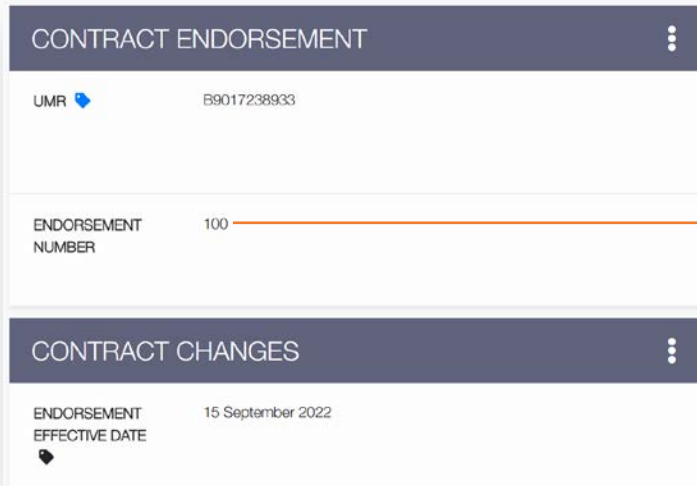 CONTRACT ENDORSEMENT
UMR B9017238933
ENDORSEMENT 100
NUMBER
CONTRACT CHANGES
ENDORSEMENT 15 September 2022
EFFECTIVE DATE